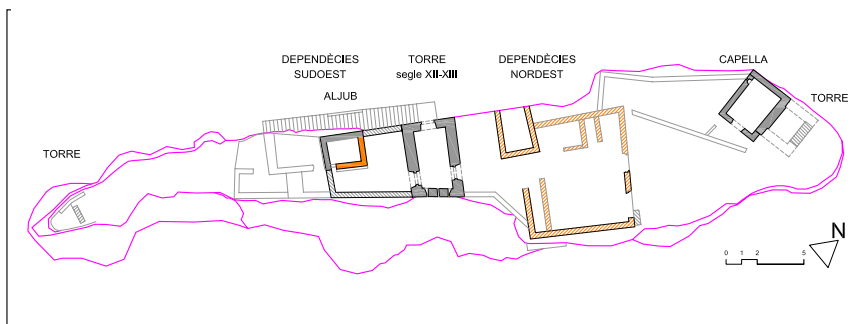 DEPENDÈCIES
SUDOEST
TORRE
segle XII-XIII
DEPENDÈCIES
NORDEST
CAPELLA
ALJUB
TORRE
TORRE
N
0 1 2 5